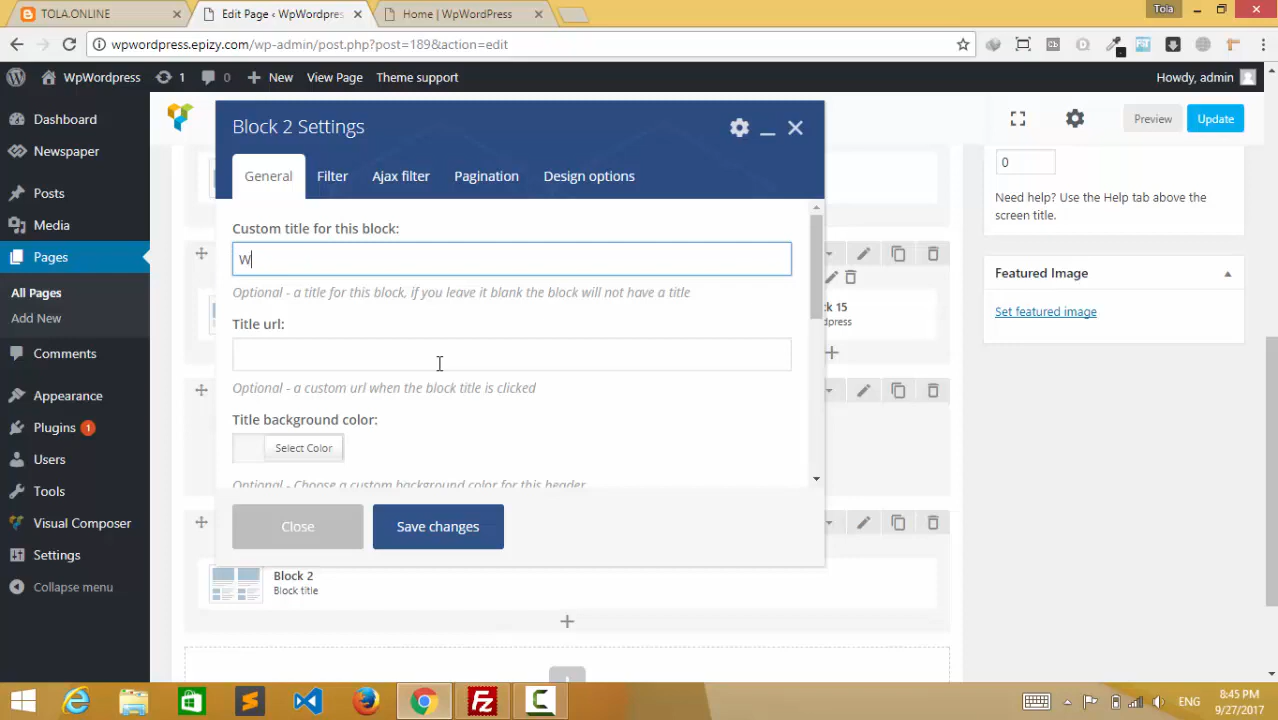 TOLA.ONLINE
Edit Page ‹ WpWordpres
Home | WpWordPress
Tola
wpwordpress.epizy.com/wp-admin/post.php?post=189&action=edit
WpWordpress 1 0 New View Page Theme support Howdy, admin
Dashboard
Newspaper
Posts
Media
Pages
All Pages
Add New
Comments
Appearance
Plugins 1
Users
Tools
Visual Composer
Settings
Collapse menu
Block 2 Settings
General Filter Ajax filter Pagination Design options
Custom title for this block:
W
Optional - a title for this block, if you leave it blank the block will not have a title
Title url:
Optional - a custom url when the block title is clicked
Title background color:
Select Color
Optional - Choose a custom background color for this header
Close Save changes
Block 2
Block title
Preview Update
0
Need help? Use the Help tab above the
screen title.
Featured Image
Set featured image
ENG
8:45 PM
9/27/2017